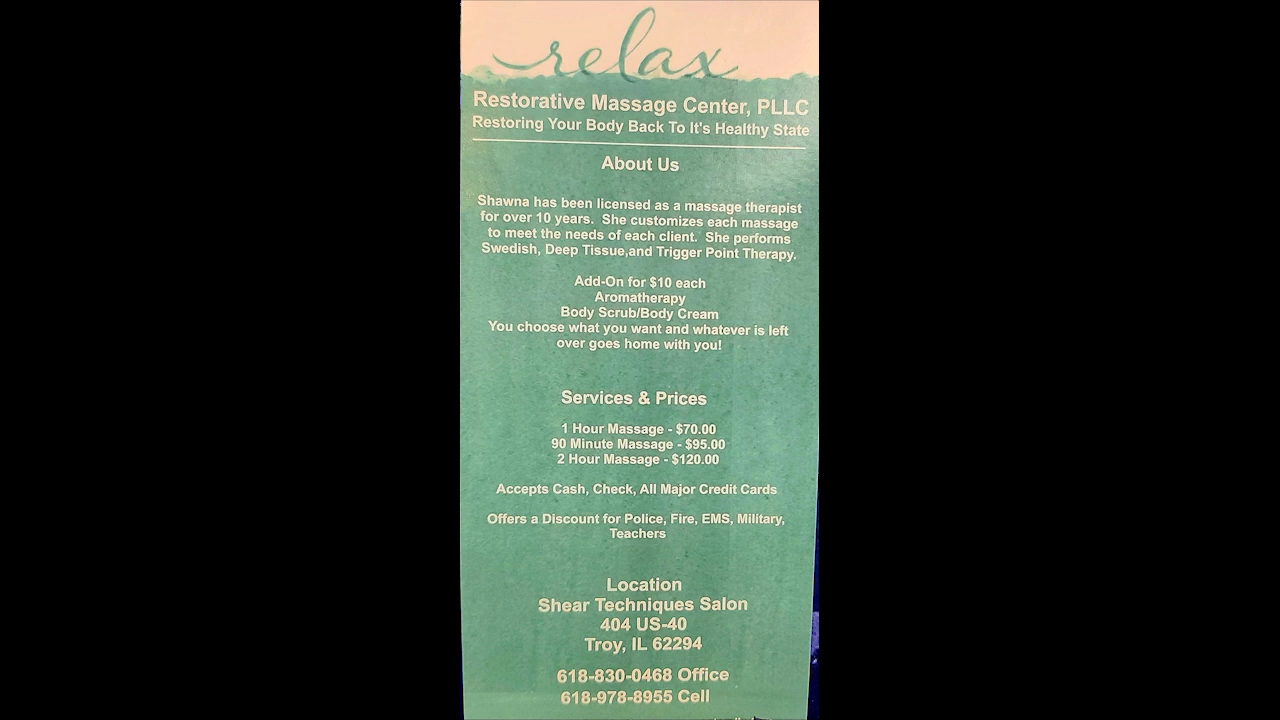 relax
Restorative Massage Center, PLLC
Restoring Your Body Back To It's Healthy State
About Us
Shawna has been licensed as a massage therapist
for over 10 years. She customizes each massage
to meet the needs of each client. She performs
Swedish, Deep Tissue,and Trigger Point Therapy.
Add-On for $10 each
Aromatherapy
Body Scrub/Body Cream
You choose what you want and whatever is left
over goes home with you!
Services & Prices
1 Hour Massage - $70.00
90 Minute Massage - $95.00
2 Hour Massage - $120.00
Accepts Cash, Check, All Major Credit Cards
Offers a Discount for Police, Fire, EMS, Military,
Teachers
Location
Shear Techniques Salon
404 US-40
Troy, IL 62294
618-830-0468 Office
618-978-8955 Cell